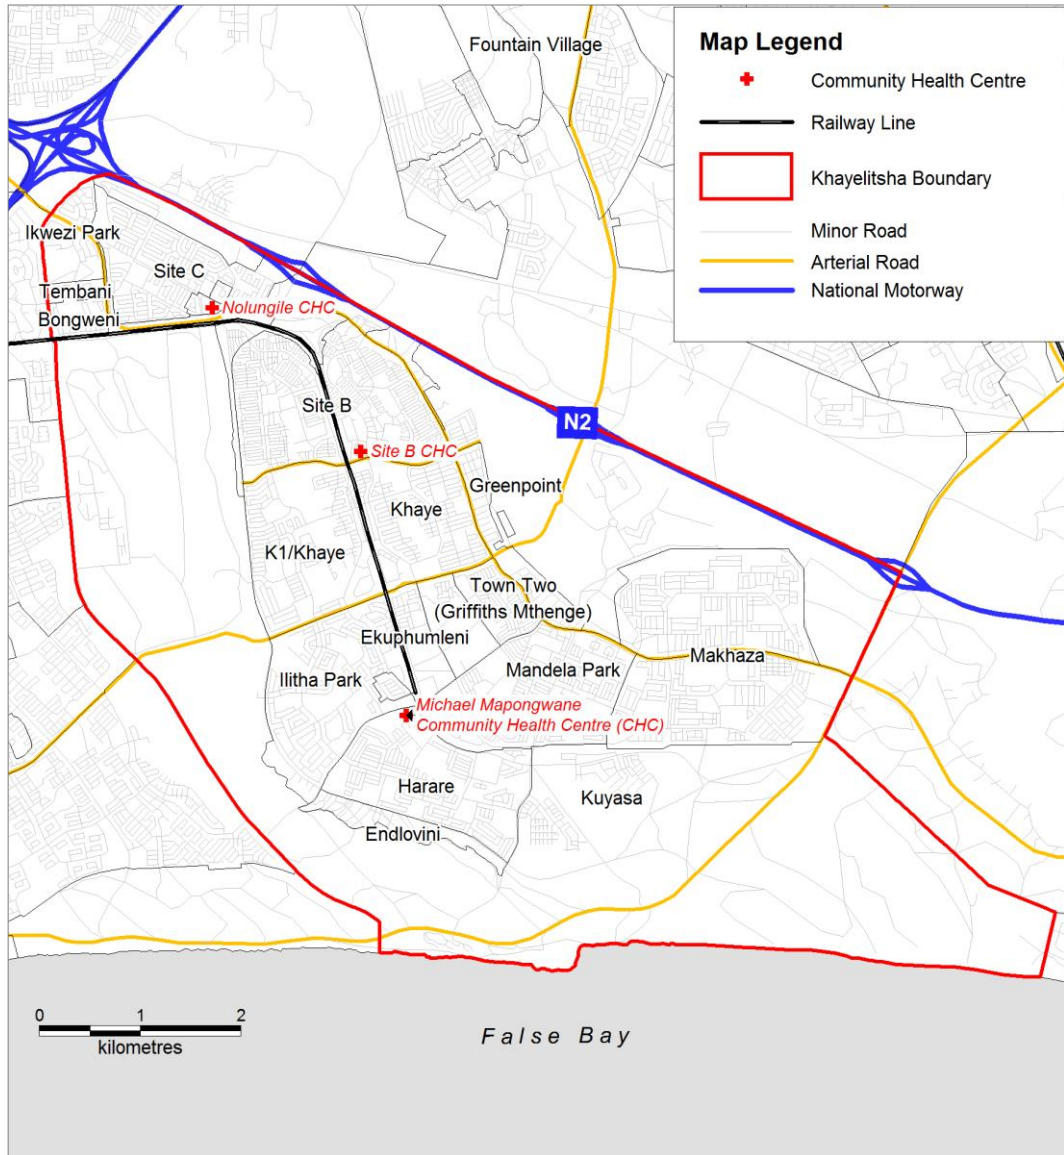 Fountain Village
Map Legend
Community Health Centre
Railway Line
Khayelitsha Boundary
Minor Road
Arterial Road
National Motorway
Ikwezi Park
Site C
Tembani
Bongweni
Nolungile CHC
Site B
N2
Site B CHC
Greenpoint
Khaye
K1/Khaye
Town Two
(Griffiths Mthenge)
Ekuphumleni
Makhaza
Mandela Park
Ilitha Park
Michael Mapongwane
Community Health Centre (CHC)
Harare
Kuyasa
Endlovini
0 1 2
kilometres
False Bay